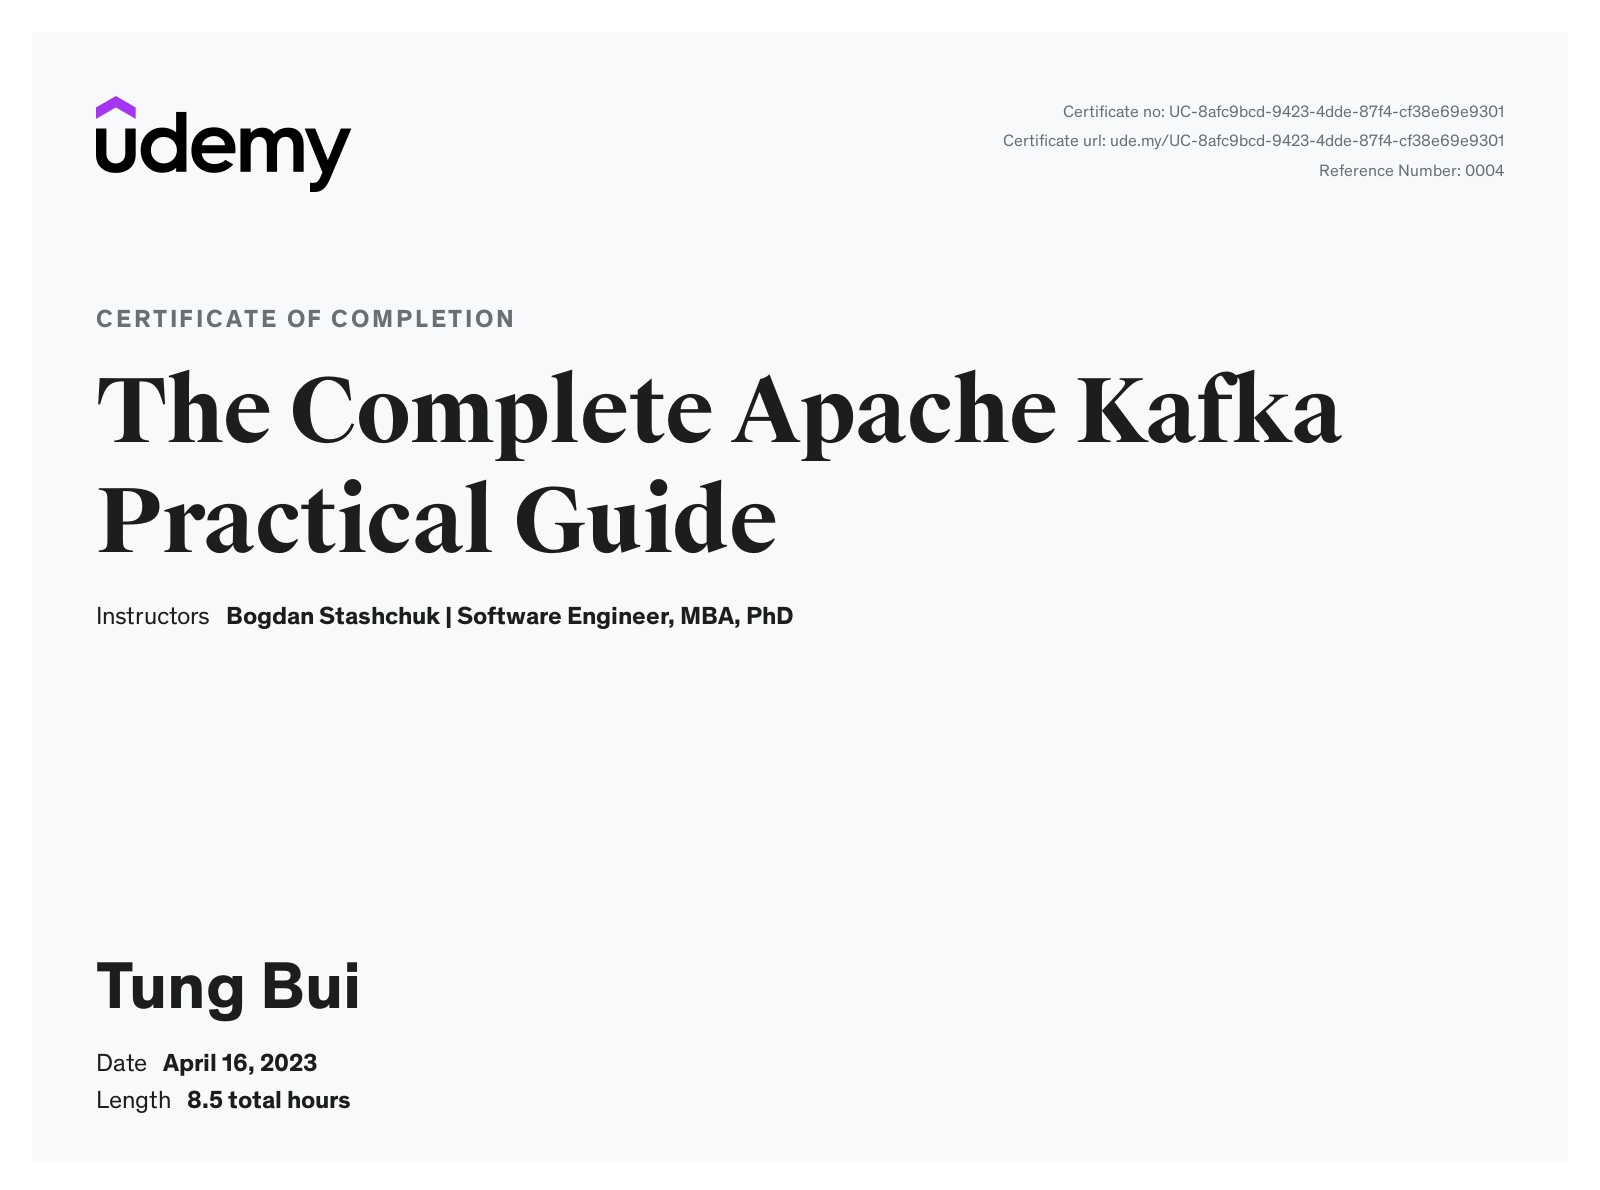 udemy
Certificate no: UC-8afc9bcd-9423-4dde-87f4-cf38e69e9301
Certificate url: ude.my/UC-8afc9bcd-9423-4dde-87f4-cf38e69e9301
Reference Number: 0004
CERTIFICATE OF COMPLETION
The Complete Apache Kafka
Practical Guide
Instructors Bogdan Stashchuk | Software Engineer, MBA, PhD
Tung Bui
Date April 16, 2023
Length 8.5 total hours